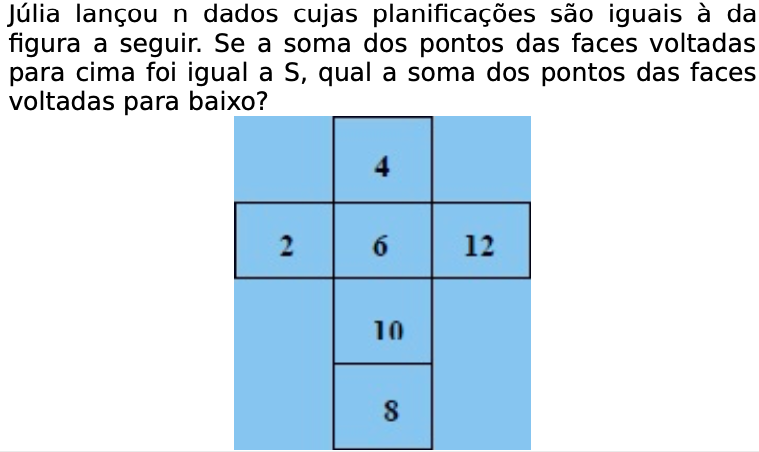 Júlia lançou n dados cujas planificações são iguais à da
figura a seguir. Se a soma dos pontos das faces voltadas
para cima foi igual a S, qual a soma dos pontos das faces
voltadas para baixo?
4
2 6 12
10
8